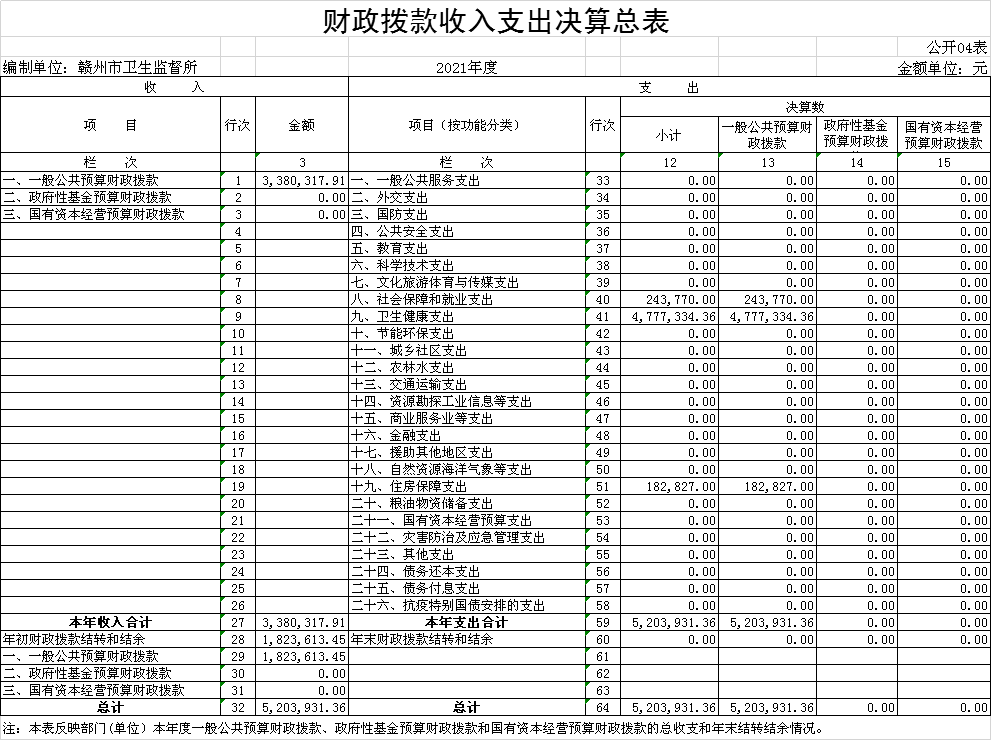 财政拨款收入支出决算总表
公开04表
编制单位：赣州市卫生监督所 2021年度 金额单位：元
收 入 支 出
项 目 行次 金额 项目（按功能分类） 行次 决算数
小计 一般公共预算财政拨款 政府性基金预算财政拨 国有资本经营预算财政拨款
栏 次 3 栏 次 12 13 14 15
一、一般公共预算财政拨款 1 3,380,317.91 一、一般公共服务支出 33 0.00 0.00 0.00 0.00
二、政府性基金预算财政拨款 2 0.00 二、外交支出 34 0.00 0.00 0.00 0.00
三、国有资本经营预算财政拨款 3 0.00 三、国防支出 35 0.00 0.00 0.00 0.00
4 四、公共安全支出 36 0.00 0.00 0.00 0.00
5 五、教育支出 37 0.00 0.00 0.00 0.00
6 六、科学技术支出 38 0.00 0.00 0.00 0.00
7 七、文化旅游体育与传媒支出 39 0.00 0.00 0.00 0.00
8 八、社会保障和就业支出 40 243,770.00 243,770.00 0.00 0.00
9 九、卫生健康支出 41 4,777,334.36 4,777,334.36 0.00 0.00
10 十、节能环保支出 42 0.00 0.00 0.00 0.00
11 十一、城乡社区支出 43 0.00 0.00 0.00 0.00
12 十二、农林水支出 44 0.00 0.00 0.00 0.00
13 十三、交通运输支出 45 0.00 0.00 0.00 0.00
14 十四、资源勘探工业信息等支出 46 0.00 0.00 0.00 0.00
15 十五、商业服务业等支出 47 0.00 0.00 0.00 0.00
16 十六、金融支出 48 0.00 0.00 0.00 0.00
17 十七、援助其他地区支出 49 0.00 0.00 0.00 0.00
18 十八、自然资源海洋气象等支出 50 0.00 0.00 0.00 0.00
19 十九、住房保障支出 51 182,827.00 182,827.00 0.00 0.00
20 二十、粮油物资储备支出 52 0.00 0.00 0.00 0.00
21 二十一、国有资本经营预算支出 53 0.00 0.00 0.00 0.00
22 二十二、灾害防治及应急管理支出 54 0.00 0.00 0.00 0.00
23 二十三、其他支出 55 0.00 0.00 0.00 0.00
24 二十四、债务还本支出 56 0.00 0.00 0.00 0.00
25 二十五、债务付息支出 57 0.00 0.00 0.00 0.00
26 二十六、抗疫特别国债安排的支出 58 0.00 0.00 0.00 0.00
本年收入合计 27 3,380,317.91 本年支出合计 59 5,203,931.36 5,203,931.36 0.00 0.00
年初财政拨款结转和结余 28 1,823,613.45 年末财政拨款结转和结余 60 0.00 0.00 0.00 0.00
一、一般公共预算财政拨款 29 1,823,613.45 61
二、政府性基金预算财政拨款 30 0.00 62
三、国有资本经营预算财政拨款 31 0.00 63
总计 32 5,203,931.36 总计 64 5,203,931.36 5,203,931.36 0.00 0.00
注：本表反映部门(单位）本年度一般公共预算财政拨款、政府性基金预算财政拨款和国有资本经营预算财政拨款的总收支和年末结转结余情况。